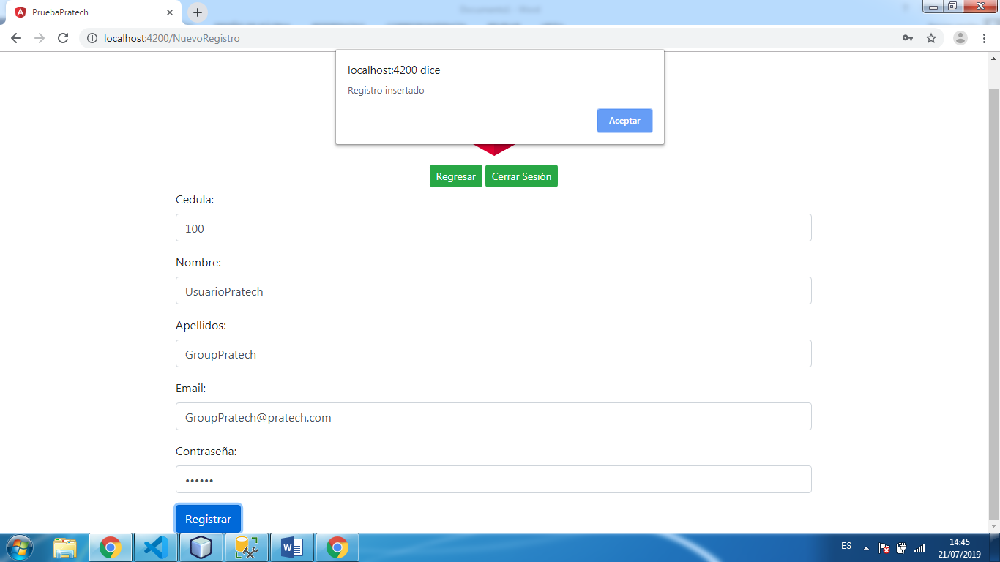 PruebaPratech
localhost:4200/NuevoRegistro
localhost:4200 dice
Registro insertado
Aceptar
Regresar
Cerrar Sesión
Cedula:
100
Nombre:
UsuarioPratech
Apellidos:
GroupPratech
Email:
GroupPratech@pratech.com
Contraseña:
••••••
Registrar
ES
14:45
21/07/2019